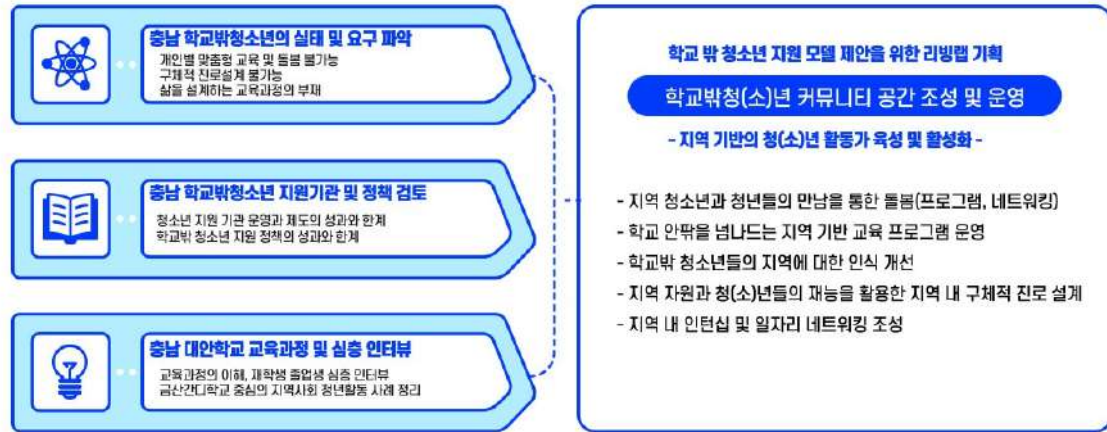 충남 학교밖청소년의 실태 및 요구 파악
개인별 맞춤형 교육 및 돌봄 불가능
구체적 진로설계 불가능
삶을 설계하는 교육과정의 부재
충남 학교밖청소년 지원기관 및 정책 검토
청소년 지원 기관 운영과 제도의 성과와 한계
학교밖 청소년 지원 정책의 성과와 한계
충남 대안학교 교육과정 및 심층 인터뷰
교육과정의 이해, 재학생 졸업생 심층 인터뷰
금산간디학교 중심의 지역사회 청년활동 사례 정리
학교 밖 청소년 지원 모델 제안을 위한 리빙랩 기획
학교밖청(소)년 커뮤니티 공간 조성 및 운영
- 지역 기반의 청(소)년 활동가 육성 및 활성화 -
- 지역 청소년과 청년들의 만남을 통한 돌봄(프로그램, 네트워킹)
- 학교 안팎을 넘나드는 지역 기반 교육 프로그램 운영
- 학교밖 청소년들의 지역에 대한 인식 개선
- 지역 자원과 청(소)년들의 재능을 활용한 지역 내 구체적 진로 설계
- 지역 내 인턴십 및 일자리 네트워킹 조성